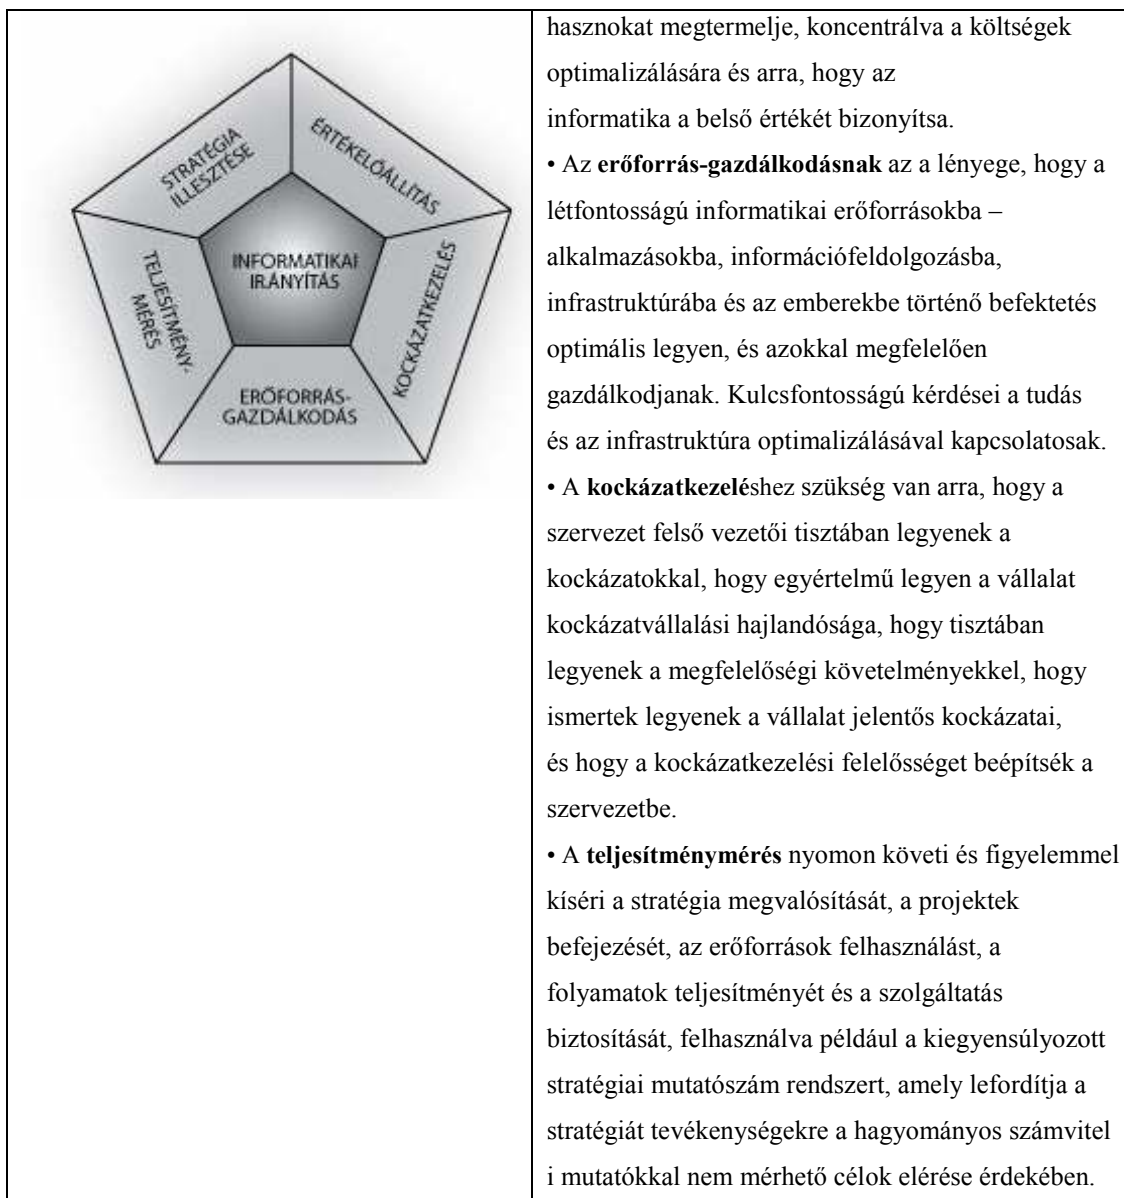 STRATÉGIA
ILLESZTÉSE
ÉRTÉKELŐÁLLÍTÁS
TELJESÍTMÉNY-
MÉRÉS
INFORMATIKAI
IRÁNYÍTÁS
KOCKÁZATKEZELÉS
ERŐFORRÁS-
GAZDÁLKODÁS
hasznokat megtermelje, koncentrálva a költségek
optimalizálására és arra, hogy az
informatika a belső értékét bizonyítsa.
• Az erőforrás-gazdálkodásnak az a lényege, hogy a
létfontosságú informatikai erőforrásokba –
alkalmazásokba, információfeldolgozásba,
infrastruktúrába és az emberekbe történő befektetés
optimális legyen, és azokkal megfelelően
gazdálkodjanak. Kulcsfontosságú kérdései a tudás
és az infrastruktúra optimalizálásával kapcsolatosak.
• A kockázatkezeléshez szükség van arra, hogy a
szervezet felső vezetői tisztában legyenek a
kockázatokkal, hogy egyértelmű legyen a vállalat
kockázatvállalási hajlandósága, hogy tisztában
legyenek a megfelelőségi követelményekkel, hogy
ismertek legyenek a vállalat jelentős kockázatai,
és hogy a kockázatkezelési felelősséget beépítsék a
szervezetbe.
• A teljesítménymérés nyomon követi és figyelemmel
kíséri a stratégia megvalósítását, a projektek
befejezését, az erőforrások felhasználást, a
folyamatok teljesítményét és a szolgáltatás
biztosítását, felhasználva például a kiegyensúlyozott
stratégiai mutatószám rendszert, amely lefordítja a
stratégiát tevékenységekre a hagyományos számvitel
i mutatókkal nem mérhető célok elérése érdekében.